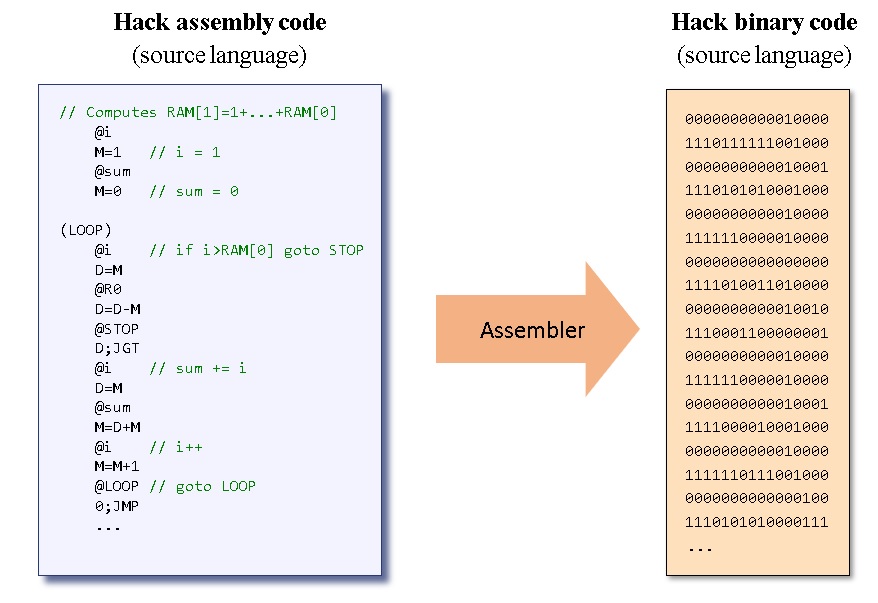 Hack assembly code
(source language)
// Computes RAM[1]=1+...+RAM[0]
@i
M=1 // i = 1
@sum
M=0 // sum = 0
(LOOP)
@i // if i>RAM[0] goto STOP
D=M
@R0
D=D-M
@STOP
D;JGT
@i // sum += i
D=M
@sum
M=D+M
@i // i++
M=M+1
@LOOP // goto LOOP
0;JMP
...
Assembler
Hack binary code
(source language)
0000000000010000
1110111111001000
0000000000010001
1110101010001000
0000000000010000
1111110000010000
0000000000000000
1111010011010000
0000000000010010
1110001100000001
0000000000010000
1111110000010000
0000000000010001
1111000010001000
0000000000010000
1111110111001000
0000000000000100
1110101010000111
...